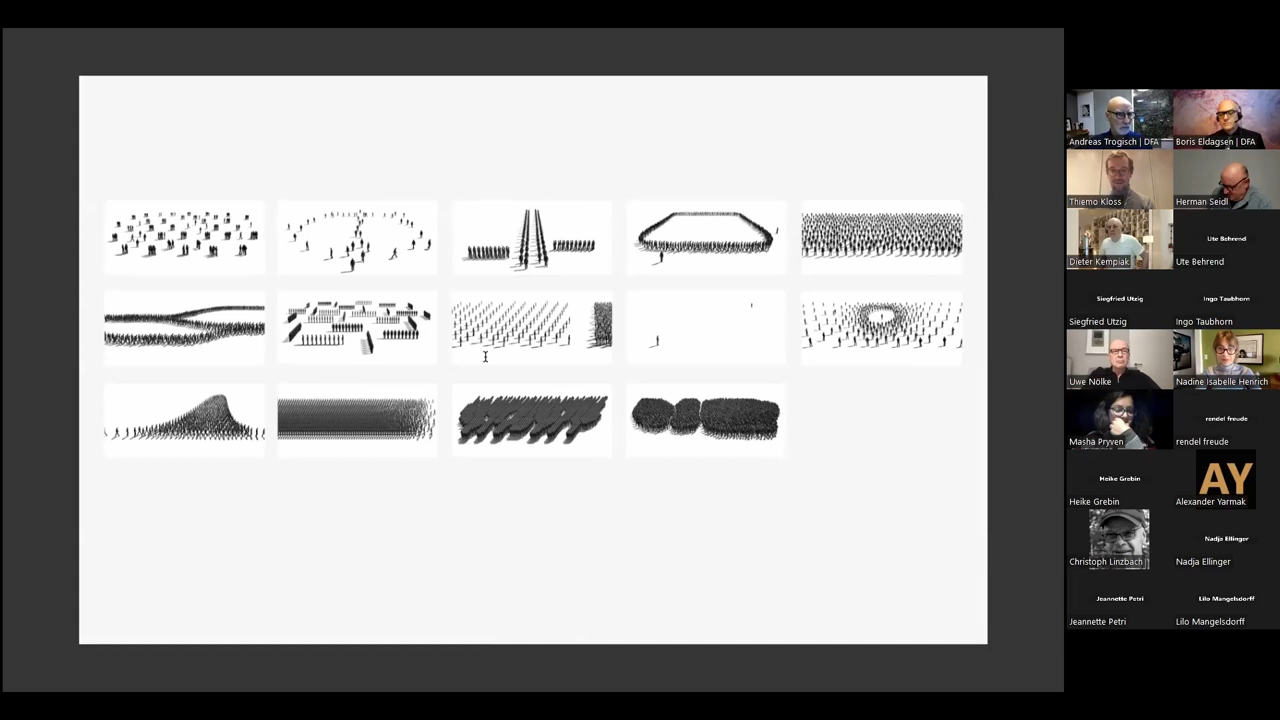 Andreas Trogisch | DFA
Boris Eldagsen | DFA
Thiemo Kloss
Herman Seidl
Dieter Kempiak
Ute Behrend
Ute Behrend
Siegfried Utzig
Siegfried Utzig
Ingo Taubhorn
Ingo Taubhorn
Uwe Nölke
Nadine Isabelle Henrich
Masha Pryven
rendel freude
rendel freude
Heike Grebin
Heike Grebin
AY
Alexander Yarmak
Christoph Linzbach
Nadja Ellinger
Nadja Ellinger
Jeannette Petri
Jeannette Petri
Lilo Mangelsdorff
Lilo Mangelsdorff